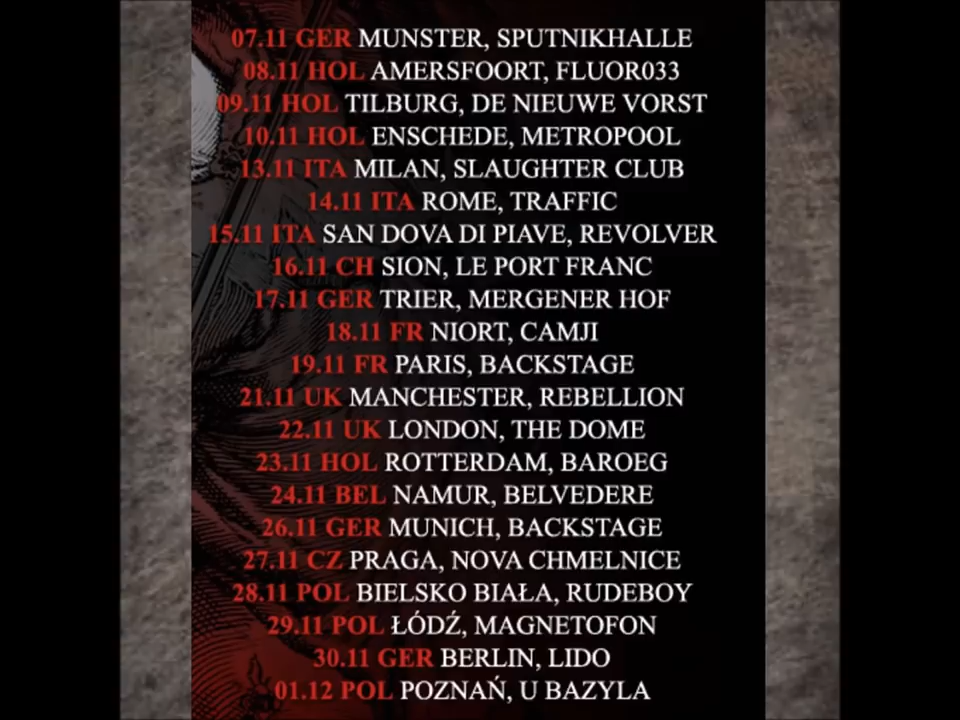 07.11 GER MUNSTER, SPUTNIKHALLE
08.11 HOL AMERSFOORT, FLUOR033
09.11 HOL TILBURG, DE NIEUWE VORST
10.11 HOL ENSCHEDE, METROPOOL
13.11 ITA MILAN, SLAUGHTER CLUB
14.11 ITA ROME, TRAFFIC
15.11 ITA SAN DOVA DI PIAVE, REVOLVER
16.11 CH SION, LE PORT FRANC
17.11 GER TRIER, MERGENER HOF
18.11 FR NIORT, CAMJI
19.11 FR PARIS, BACKSTAGE
21.11 UK MANCHESTER, REBELLION
22.11 UK LONDON, THE DOME
23.11 HOL ROTTERDAM, BAROEG
24.11 BEL NAMUR, BELVEDERE
26.11 GER MUNICH, BACKSTAGE
27.11 CZ PRAGA, NOVA CHMELNICE
28.11 POL BIELSKO BIAŁA, RUDEBOY
29.11 POL ŁÓDŹ, MAGNETOFON
30.11 GER BERLIN, LIDO
01.12 POL POZNAŃ, U BAZYLA